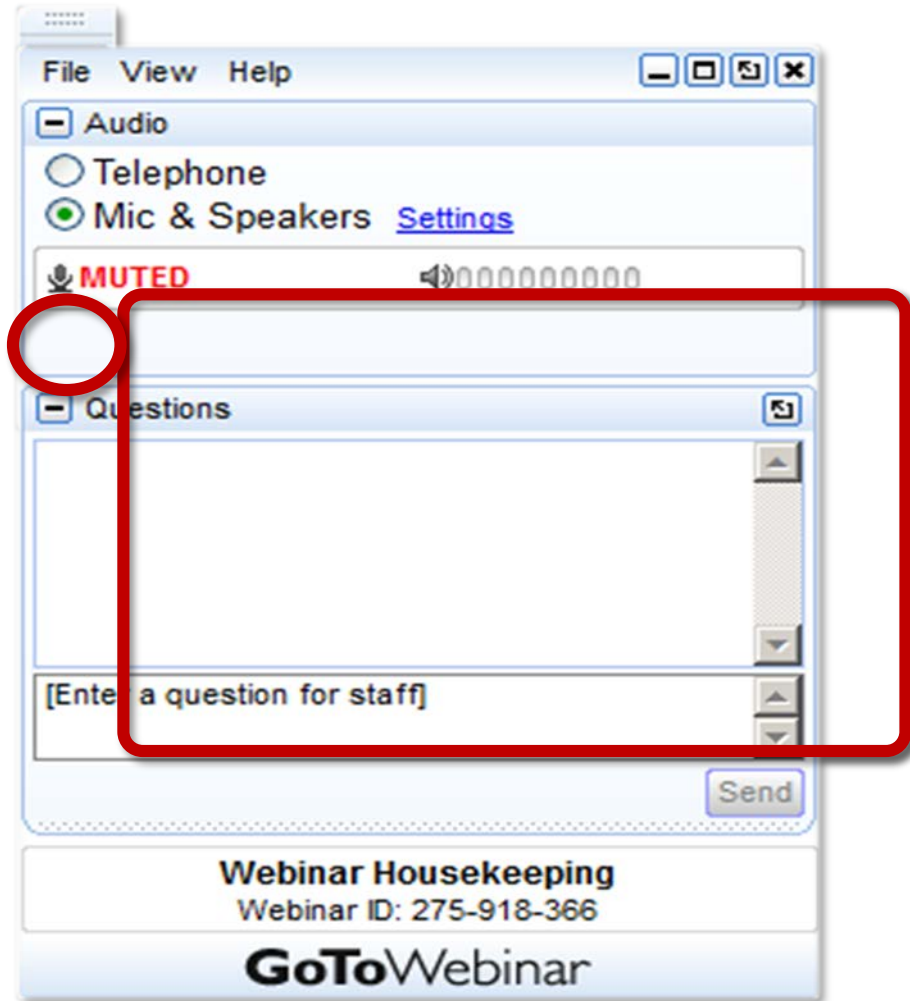 File View Help
Audio
Telephone
Mic & Speakers Settings
MUTED
Questions
[Enter a question for staff]
Send
Webinar Housekeeping
Webinar ID: 275-918-366
GoToWebinar